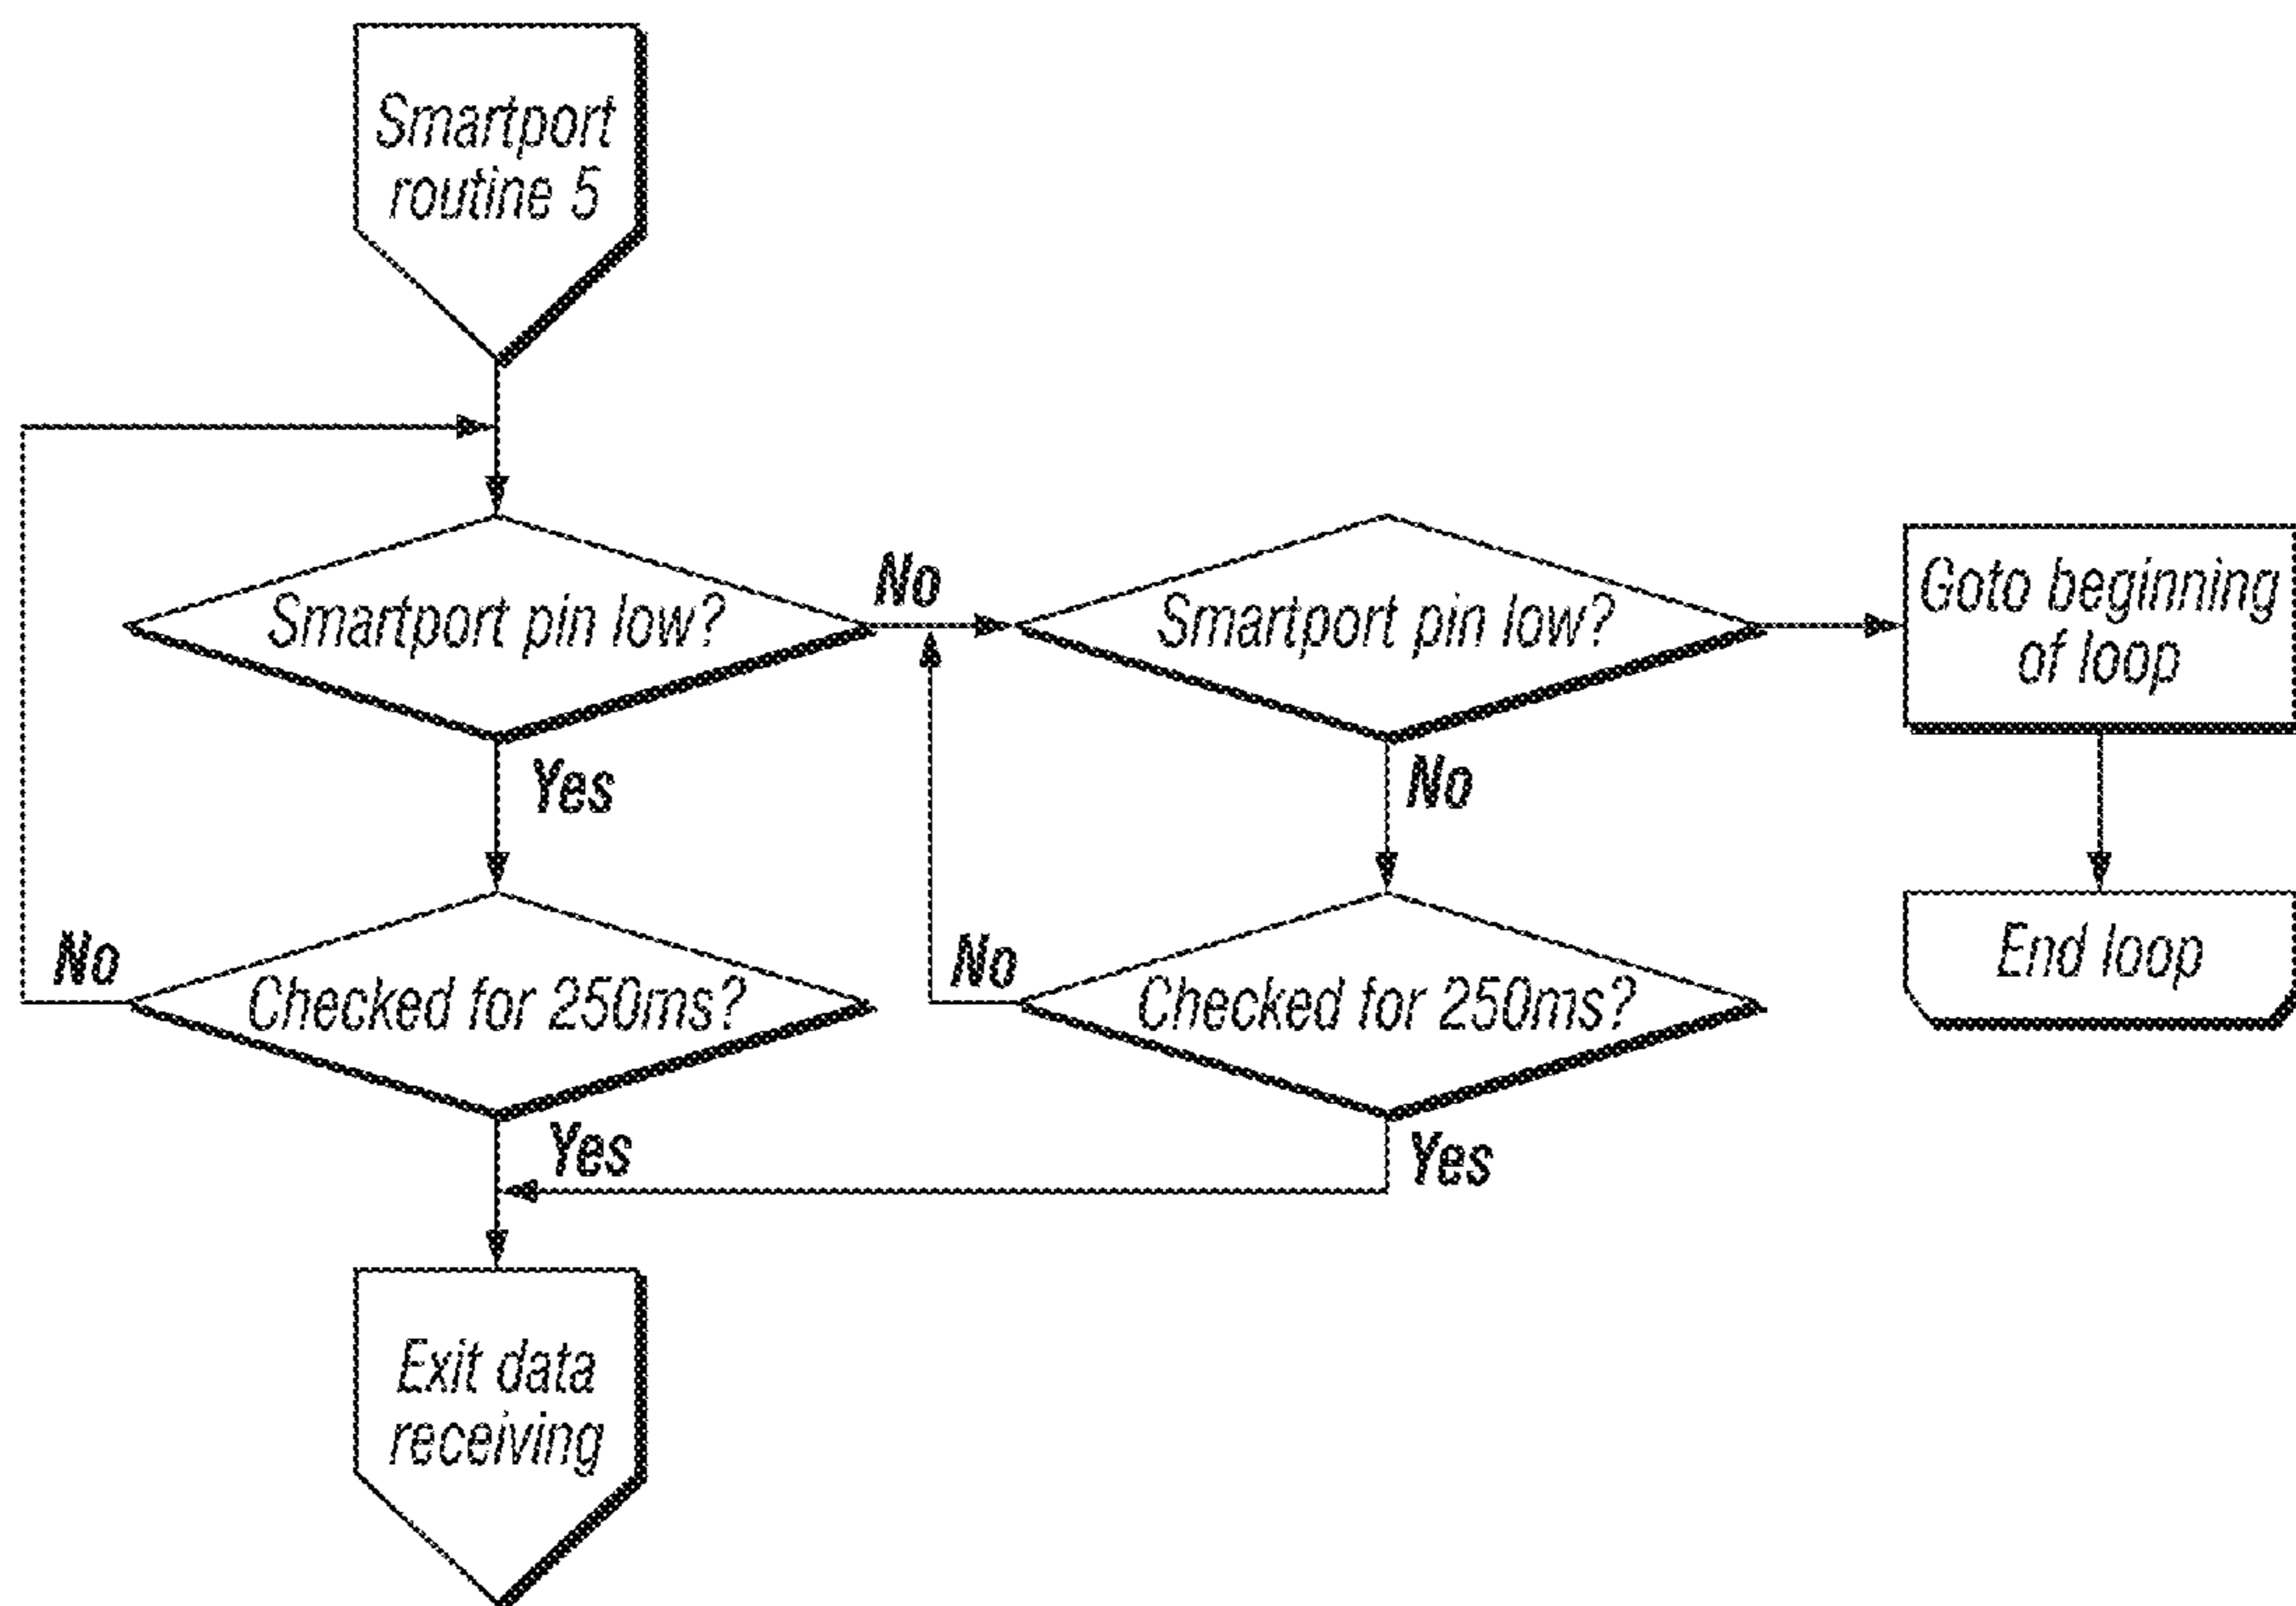 Smartport
routine 5
Smartport pin low?
No
Smartport pin low?
Goto beginning
of loop
Yes
No
No
Checked for 250ms?
No
Checked for 250ms?
End loop
Yes
Yes
Exit data
receiving